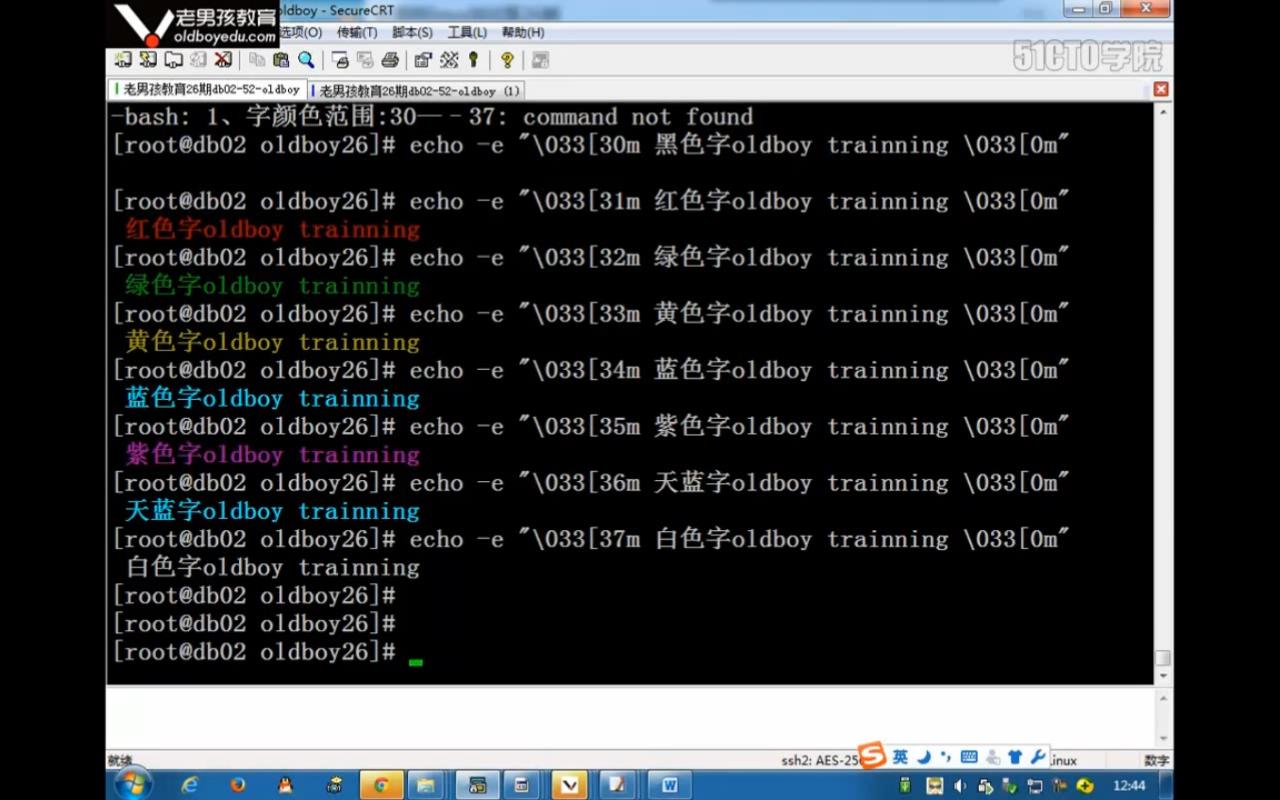 老男孩教育
oldboyedu.com
oldboy - SecureCRT
选项(O) 传输(T) 脚本(S) 工具(L) 帮助(H)
51CTO学院
老男孩教育26期db02-52-oldboy 老男孩教育26期db02-52-oldboy (1)
-bash: 1、字颜色范围:30——-37: command not found
[root@db02 oldboy26]# echo -e "\033[30m 黑色字oldboy trainning \033[0m"
[root@db02 oldboy26]# echo -e "\033[31m 红色字oldboy trainning \033[0m"
红色字oldboy trainning
[root@db02 oldboy26]# echo -e "\033[32m 绿色字oldboy trainning \033[0m"
绿色字oldboy trainning
[root@db02 oldboy26]# echo -e "\033[33m 黄色字oldboy trainning \033[0m"
黄色字oldboy trainning
[root@db02 oldboy26]# echo -e "\033[34m 蓝色字oldboy trainning \033[0m"
蓝色字oldboy trainning
[root@db02 oldboy26]# echo -e "\033[35m 紫色字oldboy trainning \033[0m"
紫色字oldboy trainning
[root@db02 oldboy26]# echo -e "\033[36m 天蓝字oldboy trainning \033[0m"
天蓝字oldboy trainning
[root@db02 oldboy26]# echo -e "\033[37m 白色字oldboy trainning \033[0m"
白色字oldboy trainning
[root@db02 oldboy26]#
[root@db02 oldboy26]#
[root@db02 oldboy26]#
就绪 ssh2: AES-25 英 inux 数字
12:44